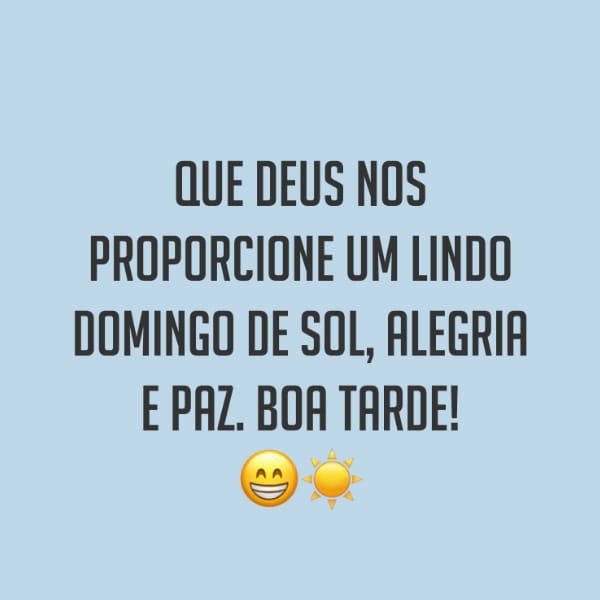 QUE DEUS NOS
PROPORCIONE UM LINDO
DOMINGO DE SOL, ALEGRIA
E PAZ. BOA TARDE!
😁☀️